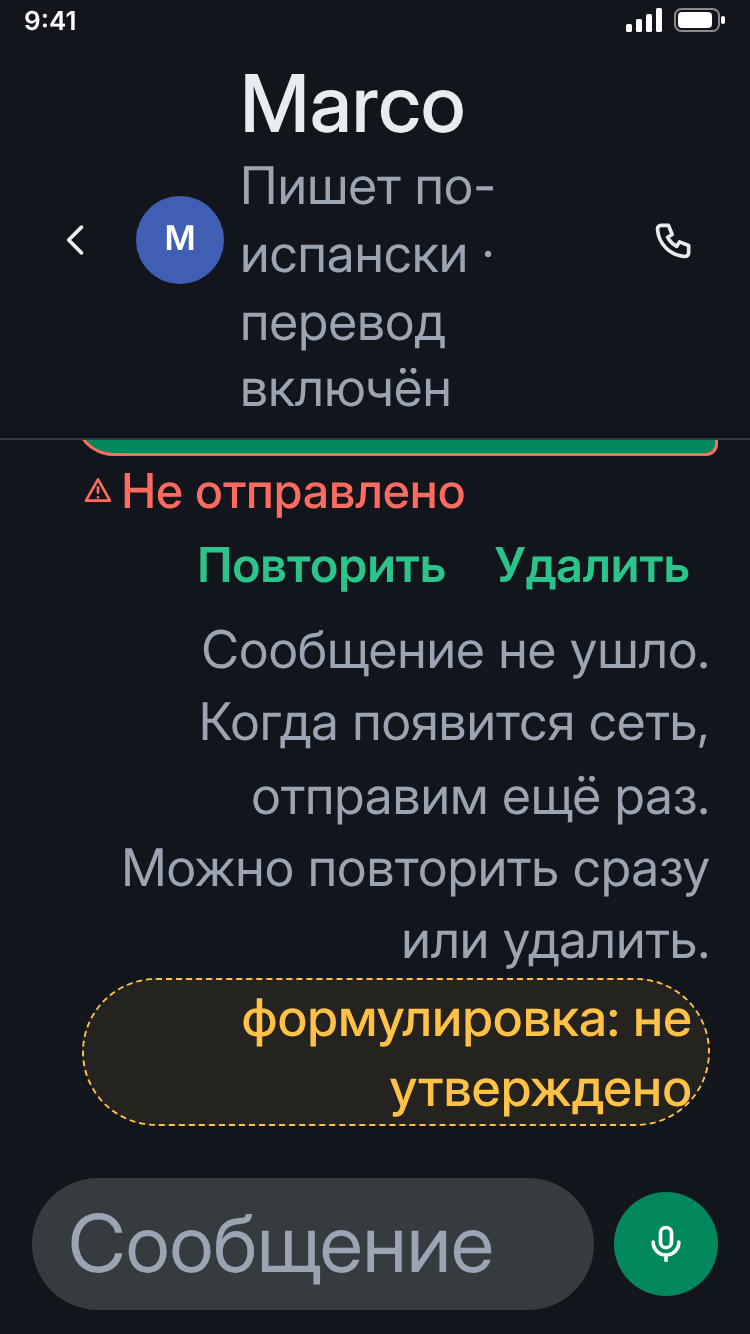 9:41
Marco
Пишет по-
испански ·
перевод
включён
M
Не отправлено
Повторить Удалить
Сообщение не ушло.
Когда появится сеть,
отправим ещё раз.
Можно повторить сразу
или удалить.
формулировка: не
утверждено
Сообщение